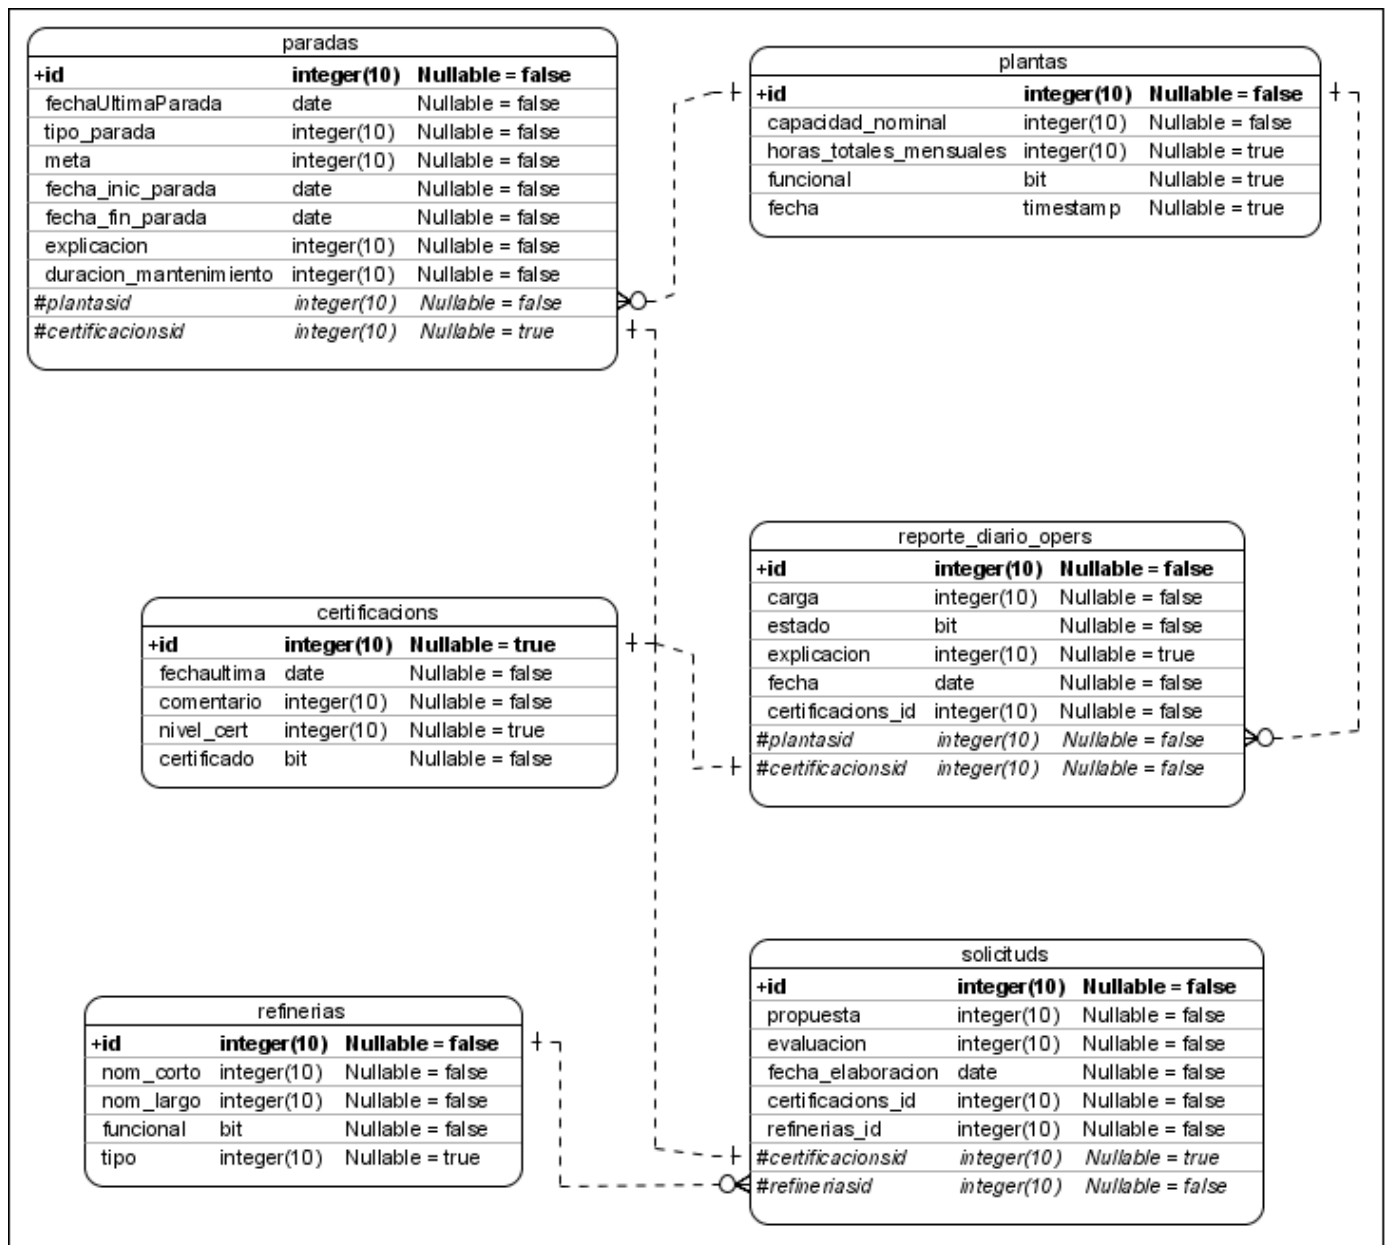 paradas
+id integer(10) Nullable = false
fechaUltimaParada date Nullable = false
tipo_parada integer(10) Nullable = false
meta integer(10) Nullable = false
fecha_inic_parada date Nullable = false
fecha_fin_parada date Nullable = false
explicacion integer(10) Nullable = false
duracion_mantenimiento integer(10) Nullable = false
#plantasid integer(10) Nullable = false
#certificacionsid integer(10) Nullable = true
plantas
+id integer(10) Nullable = false
capacidad_nominal integer(10) Nullable = false
horas_totales_mensuales integer(10) Nullable = true
funcional bit Nullable = true
fecha timestamp Nullable = true
reporte_diario_opers
+id integer(10) Nullable = false
carga integer(10) Nullable = false
estado bit Nullable = false
explicacion integer(10) Nullable = true
fecha date Nullable = false
certificacions_id integer(10) Nullable = false
#plantasid integer(10) Nullable = false
#certificacionsid integer(10) Nullable = false
certificacions
+id integer(10) Nullable = true
fechaultima date Nullable = false
comentario integer(10) Nullable = false
nivel_cert integer(10) Nullable = true
certificado bit Nullable = false
solicituds
+id integer(10) Nullable = false
propuesta integer(10) Nullable = false
evaluacion integer(10) Nullable = false
fecha_elaboracion date Nullable = false
certificacions_id integer(10) Nullable = false
refinerias_id integer(10) Nullable = false
#certificacionsid integer(10) Nullable = true
#refineriasid integer(10) Nullable = false
refinerias
+id integer(10) Nullable = false
nom_corto integer(10) Nullable = false
nom_largo integer(10) Nullable = false
funcional bit Nullable = false
tipo integer(10) Nullable = true